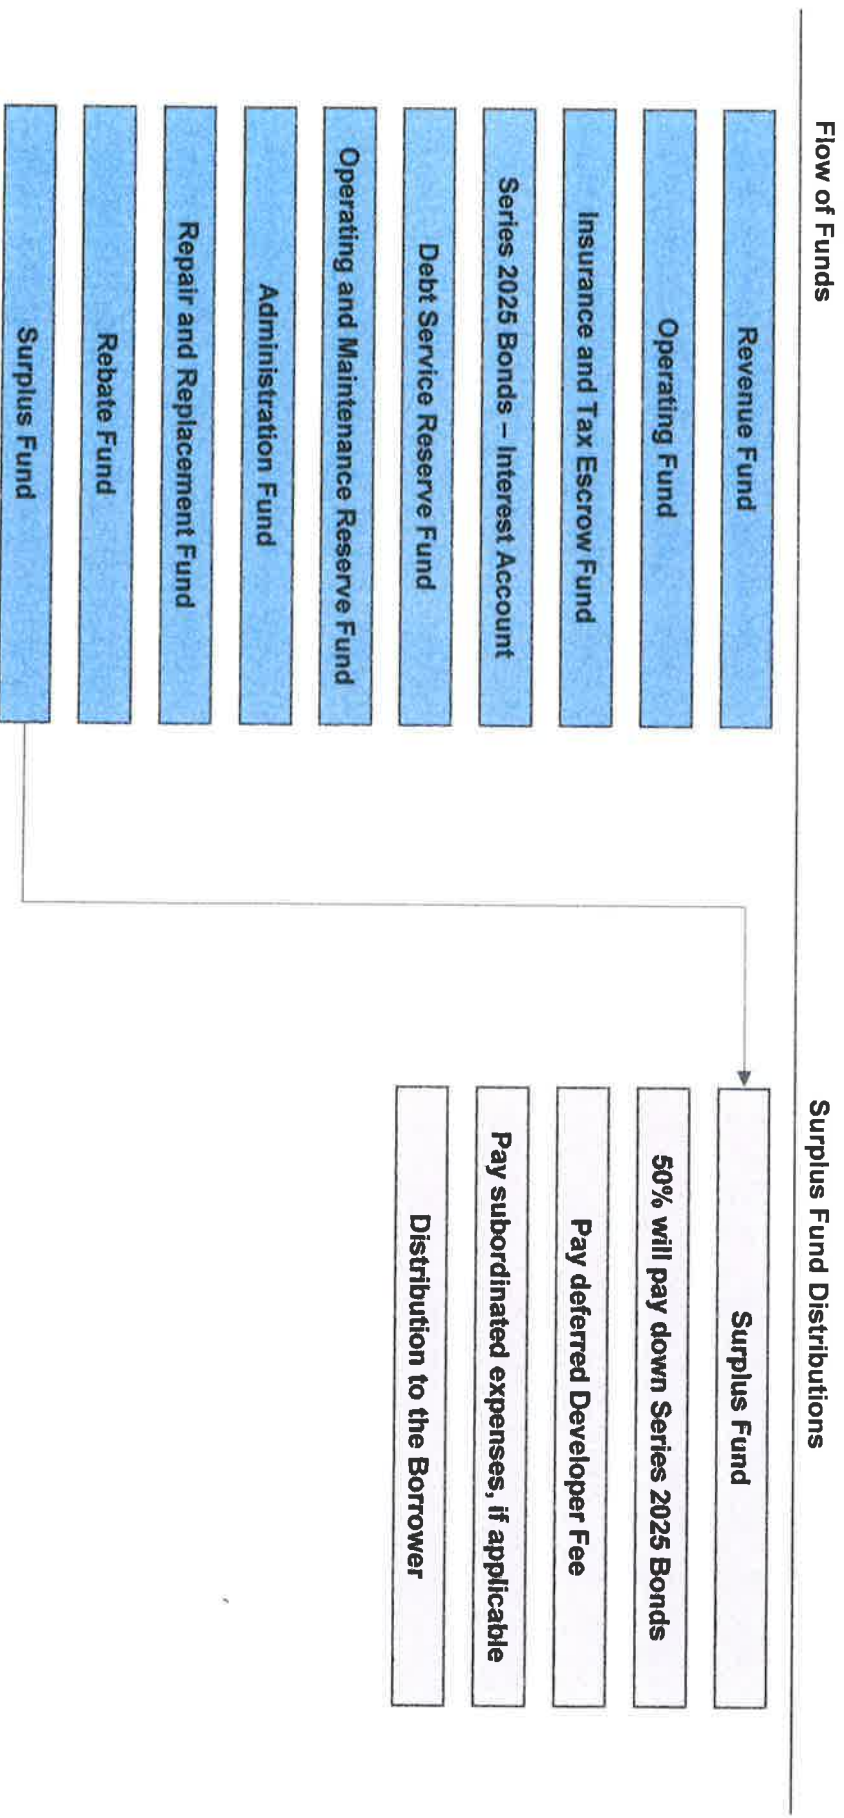 Flow of Funds
Revenue Fund
Operating Fund
Insurance and Tax Escrow Fund
Series 2025 Bonds – Interest Account
Debt Service Reserve Fund
Operating and Maintenance Reserve Fund
Administration Fund
Repair and Replacement Fund
Rebate Fund
Surplus Fund
Surplus Fund Distributions
Surplus Fund
50% will pay down Series 2025 Bonds
Pay deferred Developer Fee
Pay subordinated expenses, if applicable
Distribution to the Borrower